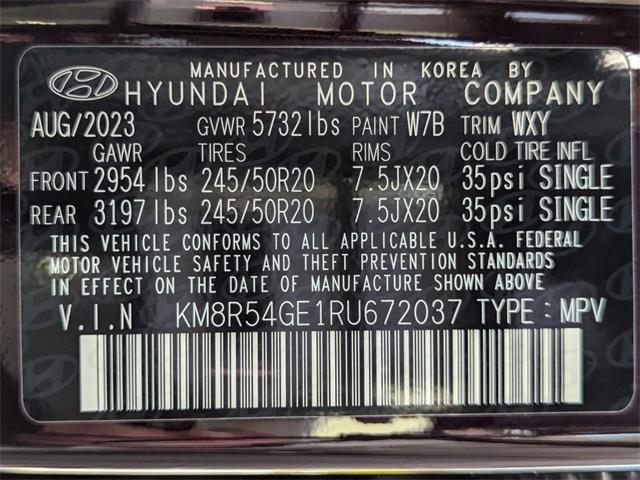 MANUFACTURED IN KOREA BY
HYUNDAI MOTOR COMPANY
AUG/2023 GVWR 5732lbs PAINT W7B TRIM WXY
GAWR TIRES RIMS COLD TIRE INFL
FRONT 2954lbs 245/50R20 7.5JX20 35psi SINGLE
REAR 3197lbs 245/50R20 7.5JX20 35psi SINGLE
THIS VEHICLE CONFORMS TO ALL APPLICABLE U.S.A. FEDERAL
MOTOR VEHICLE SAFETY AND THEFT PREVENTION STANDARDS
IN EFFECT ON THE DATE OF MANUFACTURE SHOWN ABOVE
V.I.N KM8R54GE1RU672037 TYPE : MPV